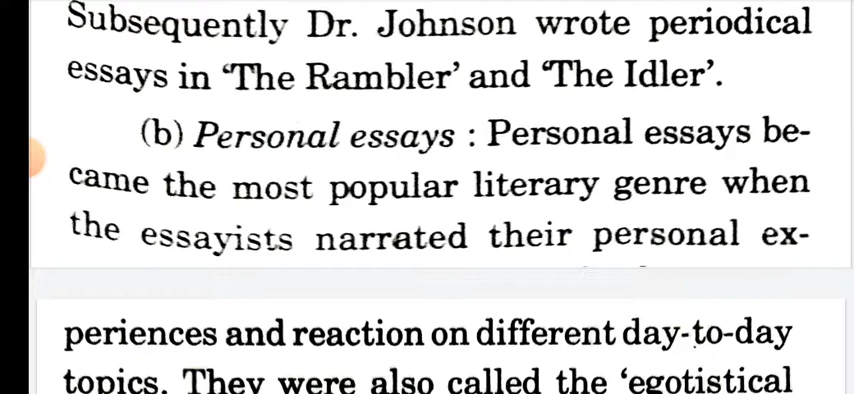 Subsequently Dr. Johnson wrote periodical
essays in ‘The Rambler’ and ‘The Idler’.
(b) Personal essays : Personal essays be-
came the most popular literary genre when
the essayists narrated their personal ex-
periences and reaction on different day-to-day
topics. They were also called the ‘egotistical